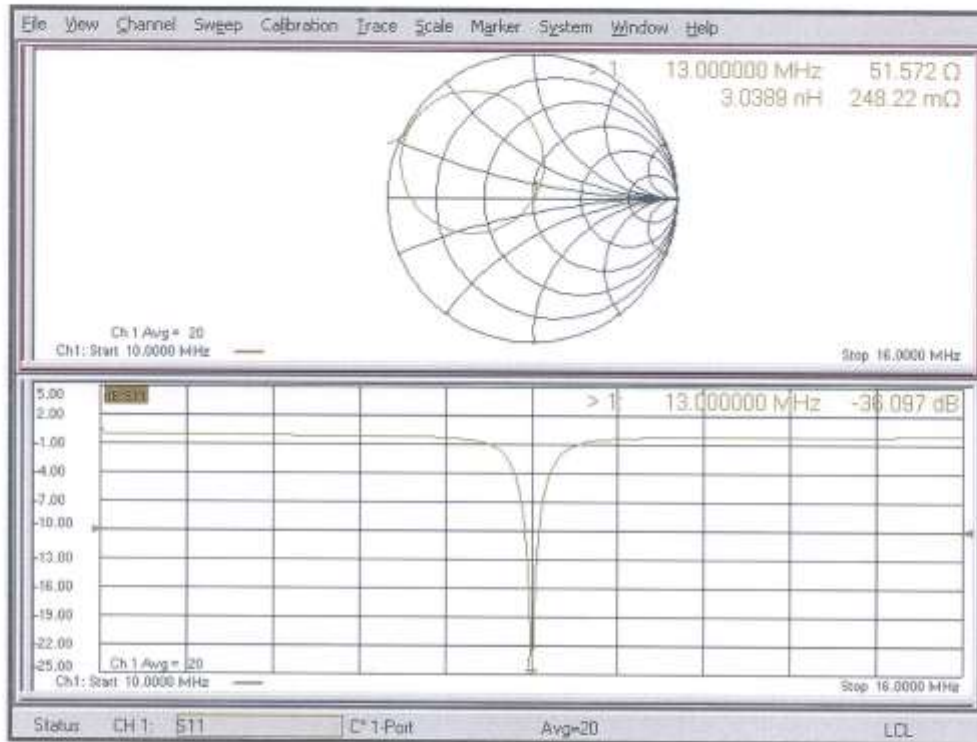 File View Channel Sweep Calibration Trace Scale Marker System Window Help
> 1: 13.000000 MHz 51.572 Ω
3.0389 nH 248.22 mΩ
Ch 1 Avg = 20
Ch1: Start 10.0000 MHz
Stop 16.0000 MHz
5.00
> 1: 13.000000 MHz -36.097 dB
2.00
-1.00
-4.00
-7.00
-10.00
-13.00
-16.00
-19.00
-22.00
-25.00
Ch 1 Avg = 20
Ch1: Start 10.0000 MHz
Stop 16.0000 MHz
Status CH 1: S11 C* 1-Port Avg=20 LCL